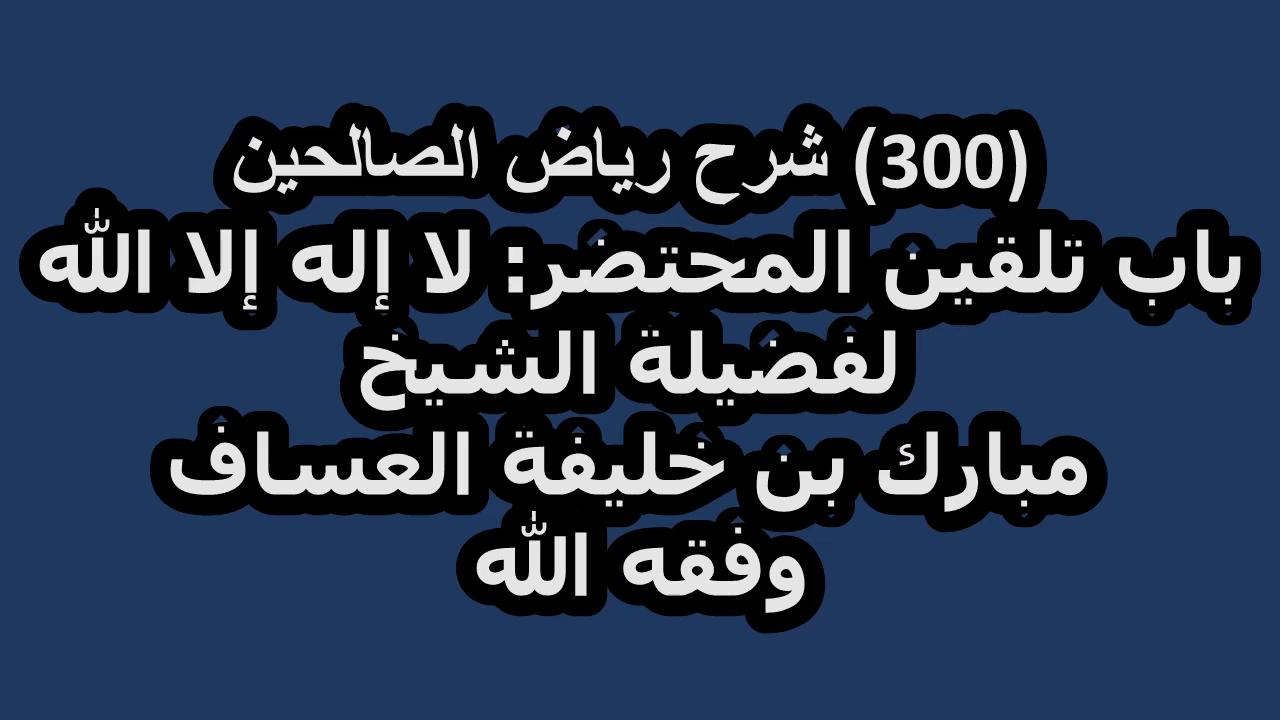 (300) شرح رياض الصالحين
باب تلقين المحتضر: لا إله إلا الله
لفضيلة الشيخ
مبارك بن خليفة العساف
وفقه الله